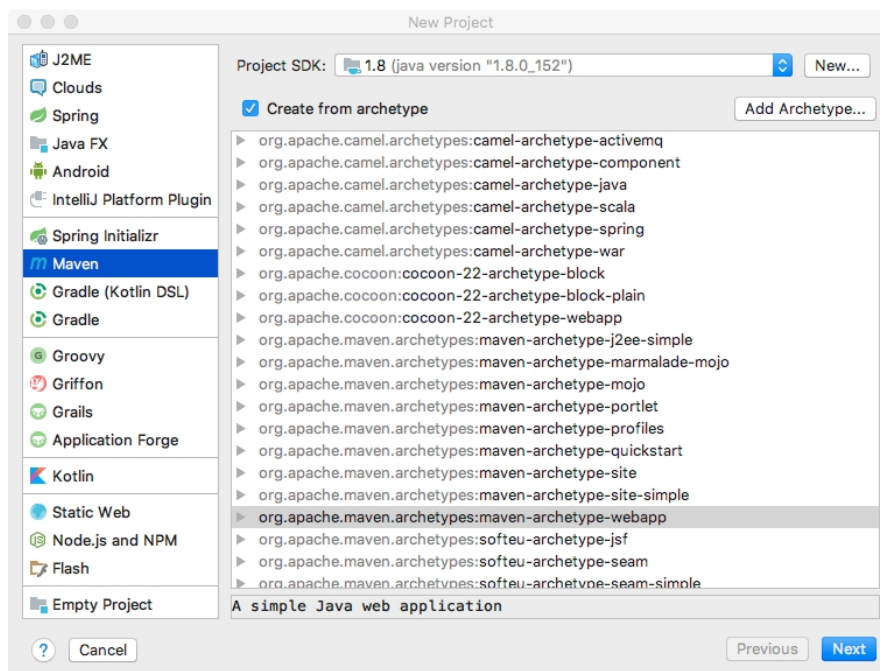 New Project
J2ME
Clouds
Spring
Java FX
Android
IntelliJ Platform Plugin
Spring Initializr
Maven
Gradle (Kotlin DSL)
Gradle
Groovy
Griffon
Grails
Application Forge
Kotlin
Static Web
Node.js and NPM
Flash
Empty Project
Project SDK: 1.8 (java version "1.8.0_152") New...
Create from archetype Add Archetype...
org.apache.camel.archetypes:camel-archetype-activemq
org.apache.camel.archetypes:camel-archetype-component
org.apache.camel.archetypes:camel-archetype-java
org.apache.camel.archetypes:camel-archetype-scala
org.apache.camel.archetypes:camel-archetype-spring
org.apache.camel.archetypes:camel-archetype-war
org.apache.cocoon:cocoon-22-archetype-block
org.apache.cocoon:cocoon-22-archetype-block-plain
org.apache.cocoon:cocoon-22-archetype-webapp
org.apache.maven.archetypes:maven-archetype-j2ee-simple
org.apache.maven.archetypes:maven-archetype-marmalade-mojo
org.apache.maven.archetypes:maven-archetype-mojo
org.apache.maven.archetypes:maven-archetype-portlet
org.apache.maven.archetypes:maven-archetype-profiles
org.apache.maven.archetypes:maven-archetype-quickstart
org.apache.maven.archetypes:maven-archetype-site
org.apache.maven.archetypes:maven-archetype-site-simple
org.apache.maven.archetypes:maven-archetype-webapp
org.apache.maven.archetypes:softeu-archetype-jsf
org.apache.maven.archetypes:softeu-archetype-seam
org.apache.maven.archetypes:softeu-archetype-seam-simple
A simple Java web application
? Cancel Previous Next